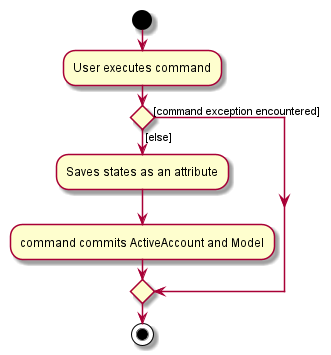 User executes command
[command exception encountered]
[else]
Saves states as an attribute
command commits ActiveAccount and Model